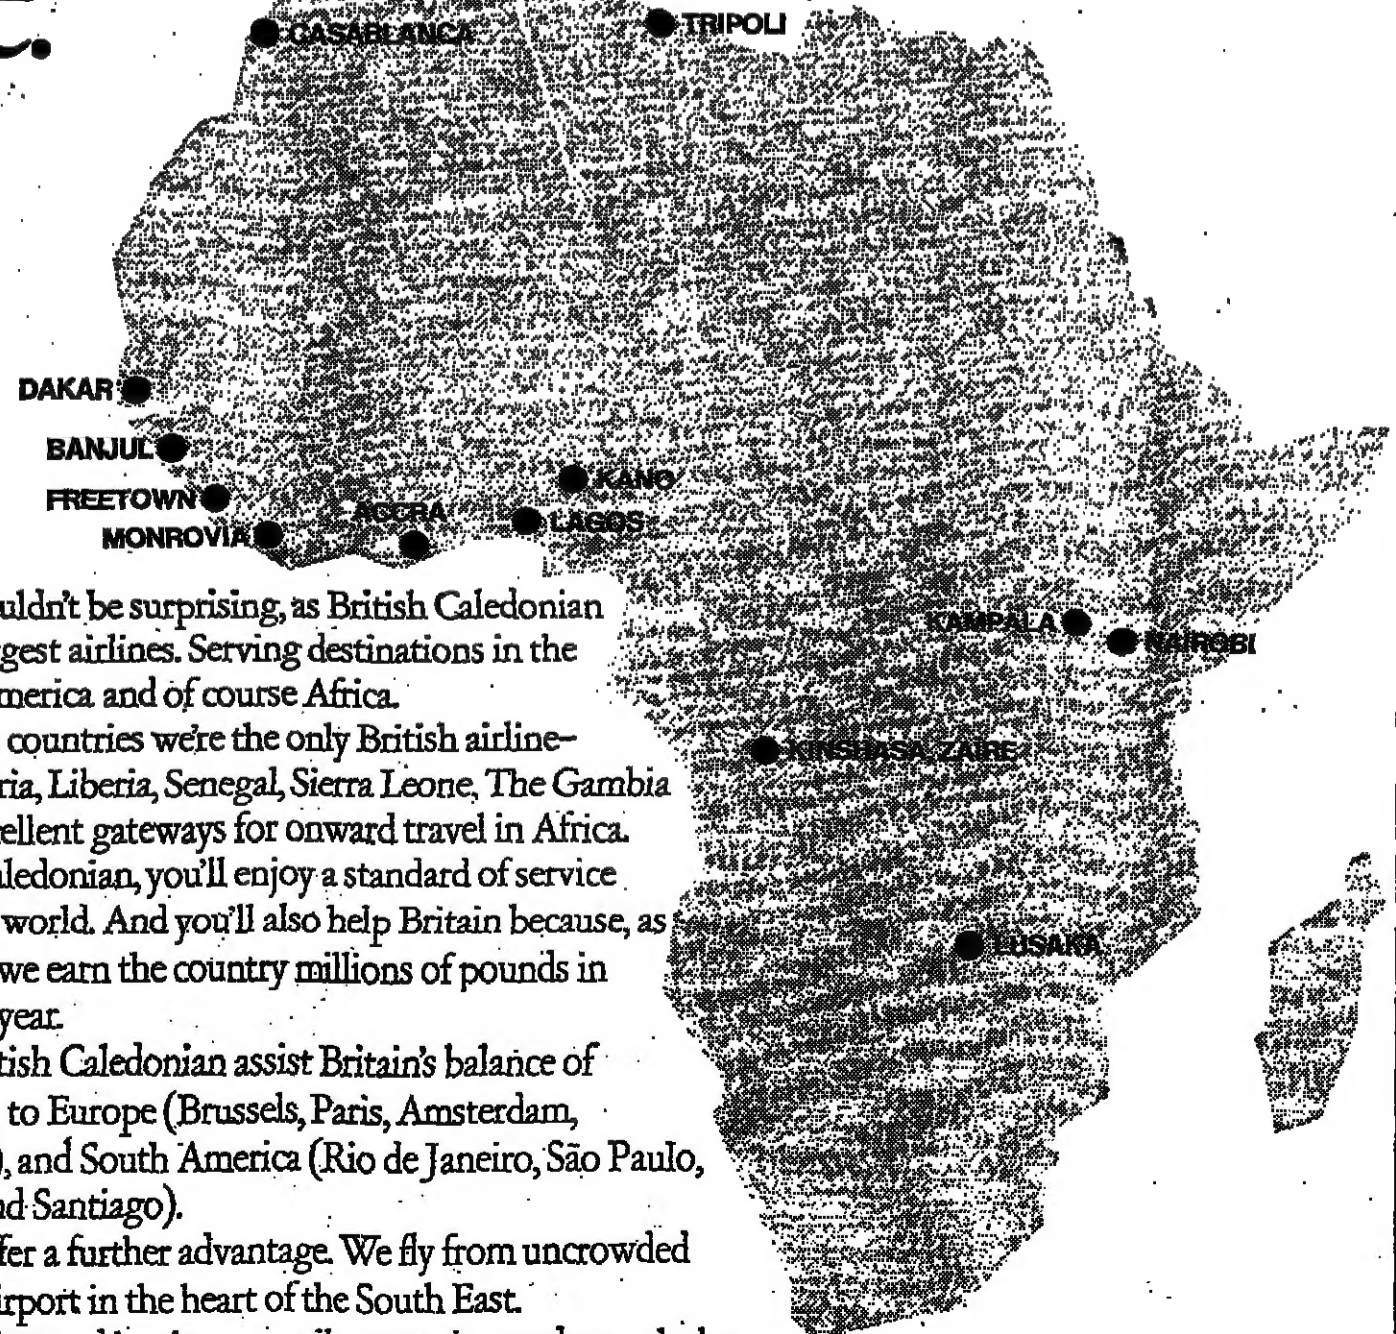 CASABLANCA
TRIPOLI
DAKAR
BANJUL
FREETOWN
MONROVIA
ACCRA
KANO
LAGOS
KAMPALA
NAIROBI
KINSHASA, ZAIRE
LUSAKA
uldn't be surprising, as British Caledonian
gest airlines. Serving destinations in the
merica and of course Africa.
countries we're the only British airline–
ria, Liberia, Senegal, Sierra Leone, The Gambia
ellent gateways for onward travel in Africa.
aledonian, you'll enjoy a standard of service
world. And you'll also help Britain because, as
we earn the country millions of pounds in
year.
tish Caledonian assist Britain's balance of
to Europe (Brussels, Paris, Amsterdam,
), and South America (Rio de Janeiro, São Paulo,
nd Santiago).
fer a further advantage. We fly from uncrowded
irport in the heart of the South East.